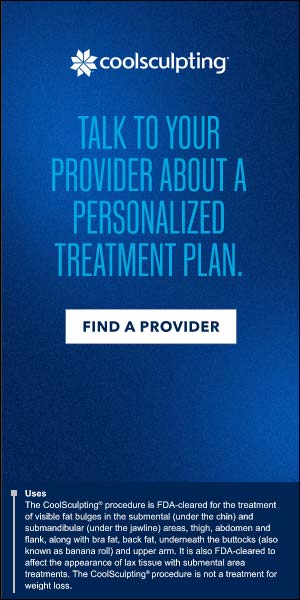 coolsculpting
TALK TO YOUR
PROVIDER ABOUT A
PERSONALIZED
TREATMENT PLAN.
FIND A PROVIDER
Uses
The CoolSculpting® procedure is FDA-cleared for the treatment
of visible fat bulges in the submental (under the chin) and
submandibular (under the jawline) areas, thigh, abdomen and
flank, along with bra fat, back fat, underneath the buttocks (also
known as banana roll) and upper arm. It is also FDA-cleared to
affect the appearance of lax tissue with submental area
treatments. The CoolSculpting® procedure is not a treatment for
weight loss.